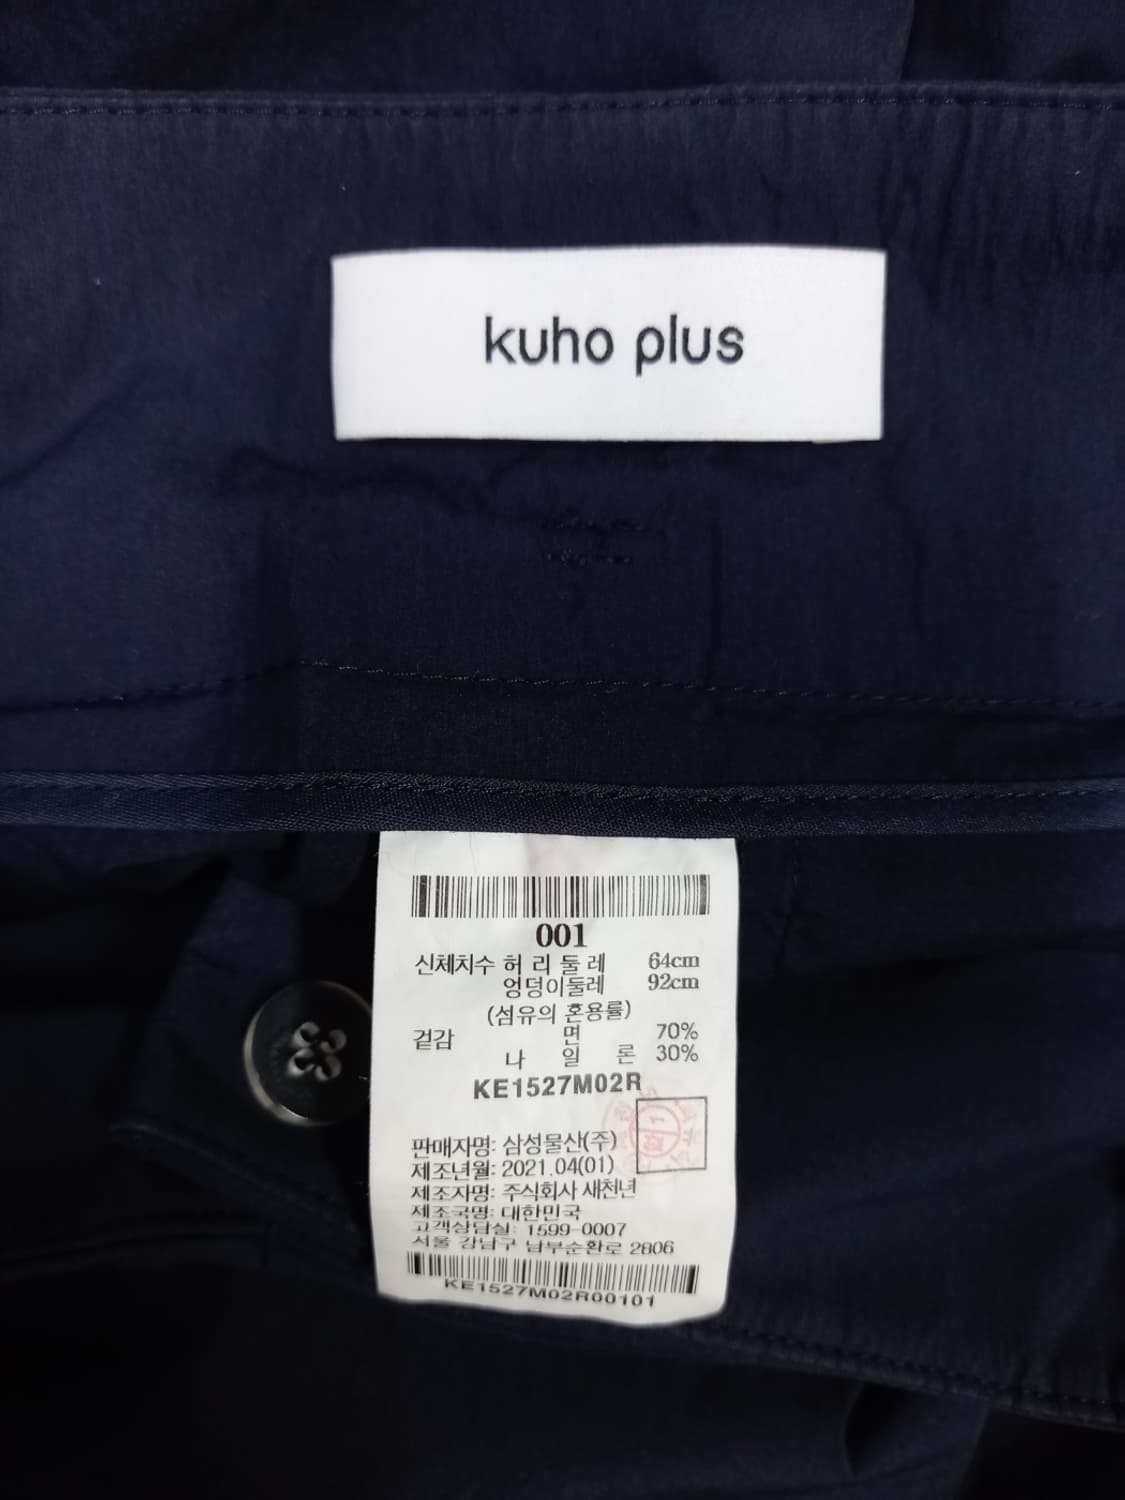 kuho plus
001
신체치수 허 리 둘 레 64cm
엉덩이둘레 92cm
(섬유의 혼용률)
겉감 면 70%
나 일 론 30%
KE1527M02R
판매자명: 삼성물산(주)
제조년월: 2021.04(01)
제조자명: 주식회사 새천년
제조국명: 대한민국
고객상담실: 1599-0007
서울 강남구 남부순환로 2806
KE1527M02R00101